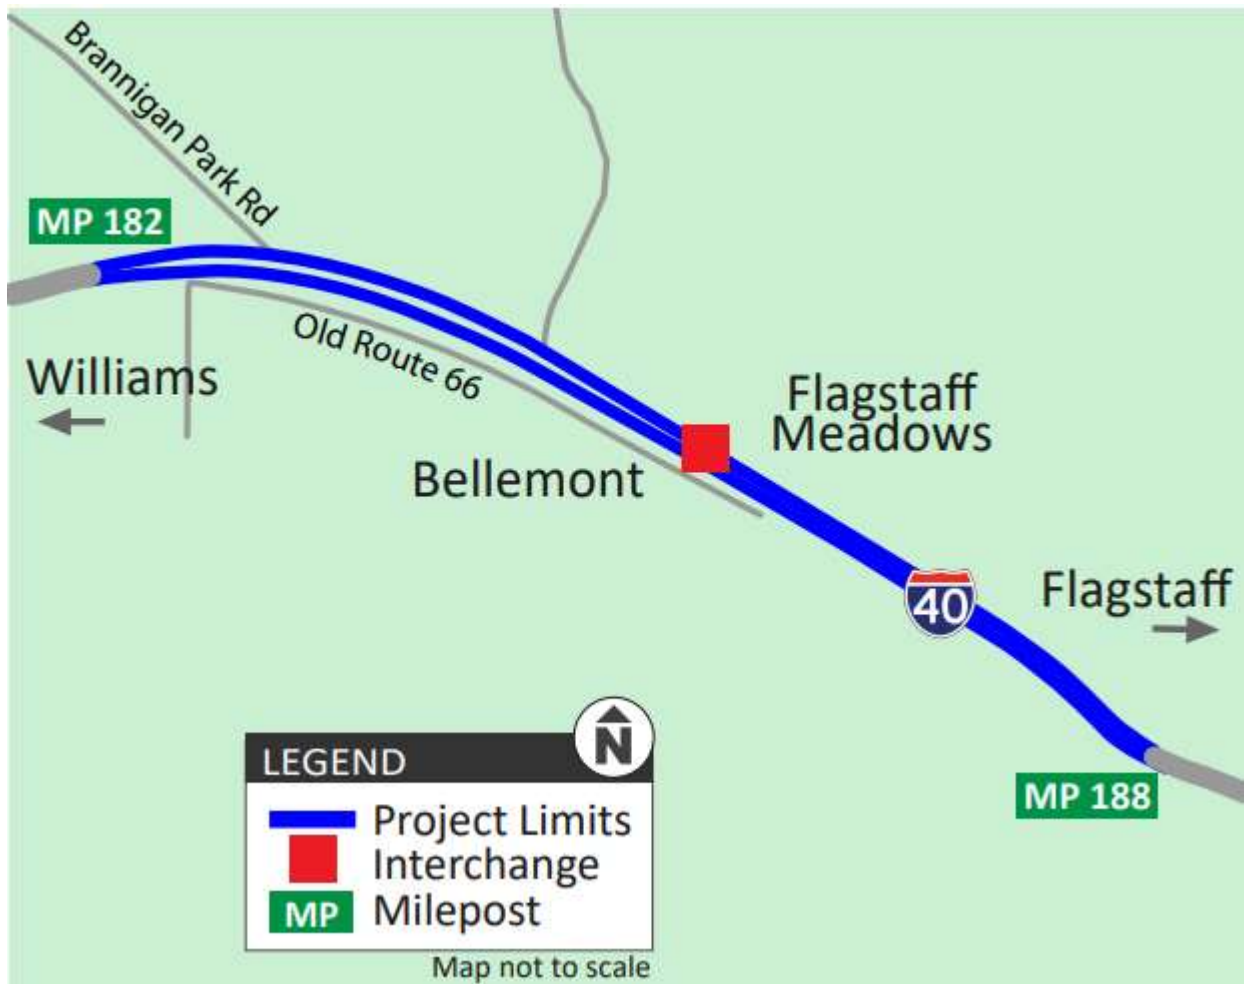 Brannigan Park Rd
MP 182
Old Route 66
Williams
Flagstaff
Meadows
Bellemont
40
Flagstaff
MP 188
N
LEGEND
Project Limits
Interchange
MP Milepost
Map not to scale